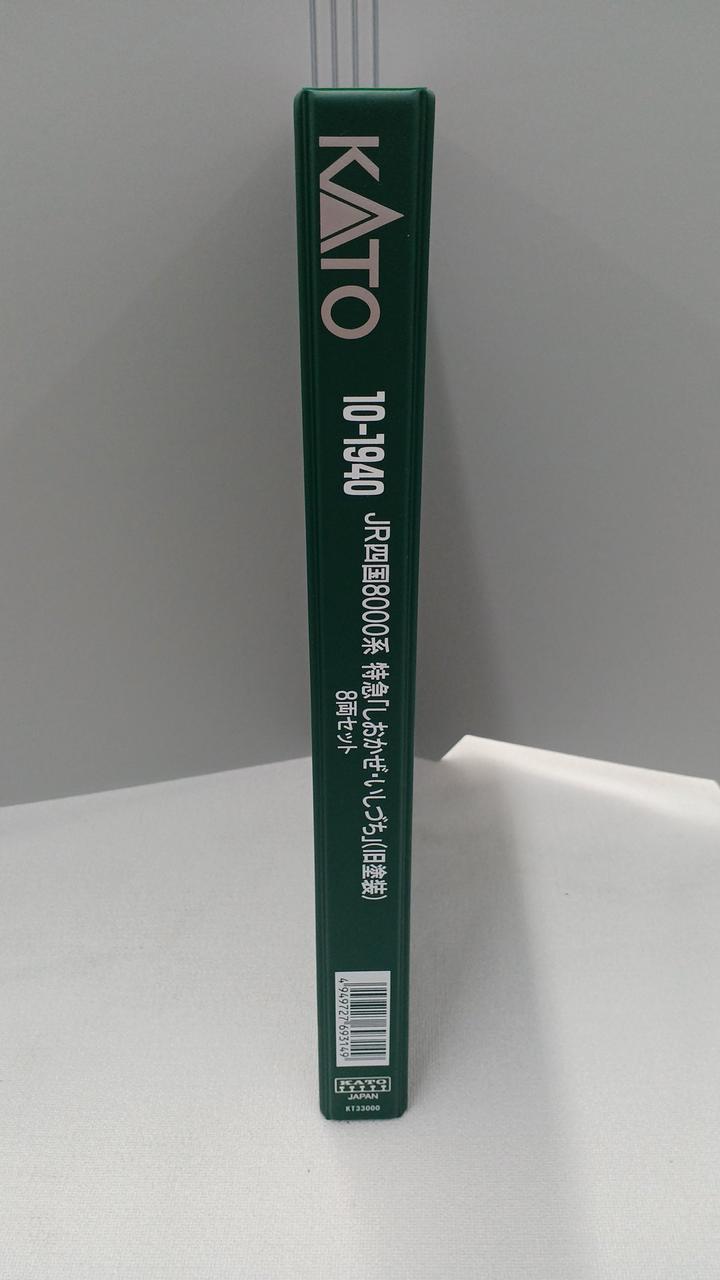 KATO
10-1940
JR四国8000系 特急「しおかぜ・いしづち」(旧塗装)
8両セット
4949727693149
KATO
JAPAN
KT33000